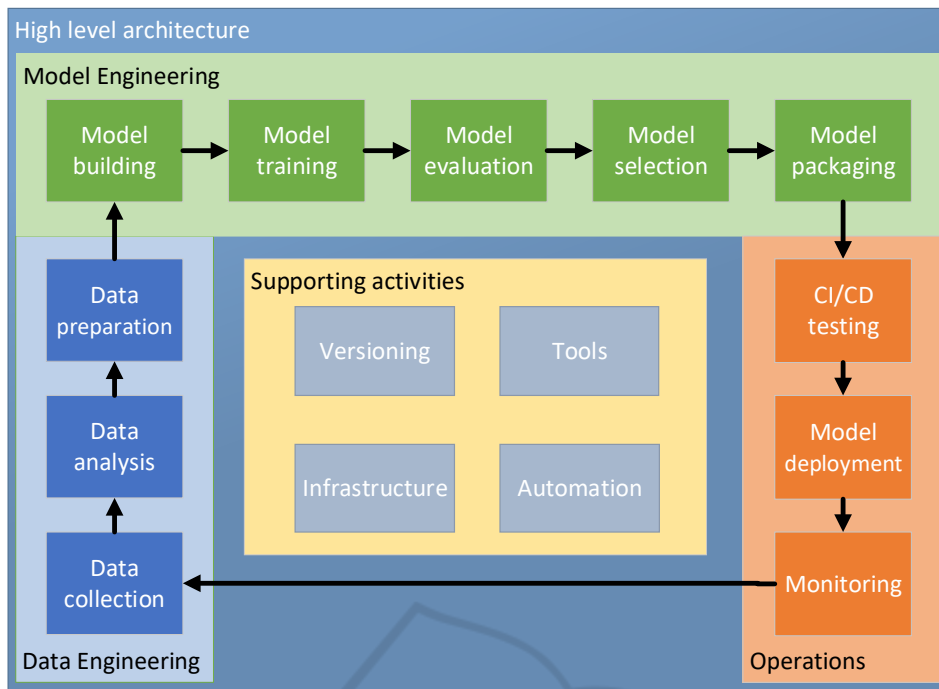 High level architecture
Model Engineering
Model
building
Model
training
Model
evaluation
Model
selection
Model
packaging
Data
preparation
Data
analysis
Data
collection
Data Engineering
Supporting activities
Versioning
Tools
Infrastructure
Automation
CI/CD
testing
Model
deployment
Monitoring
Operations